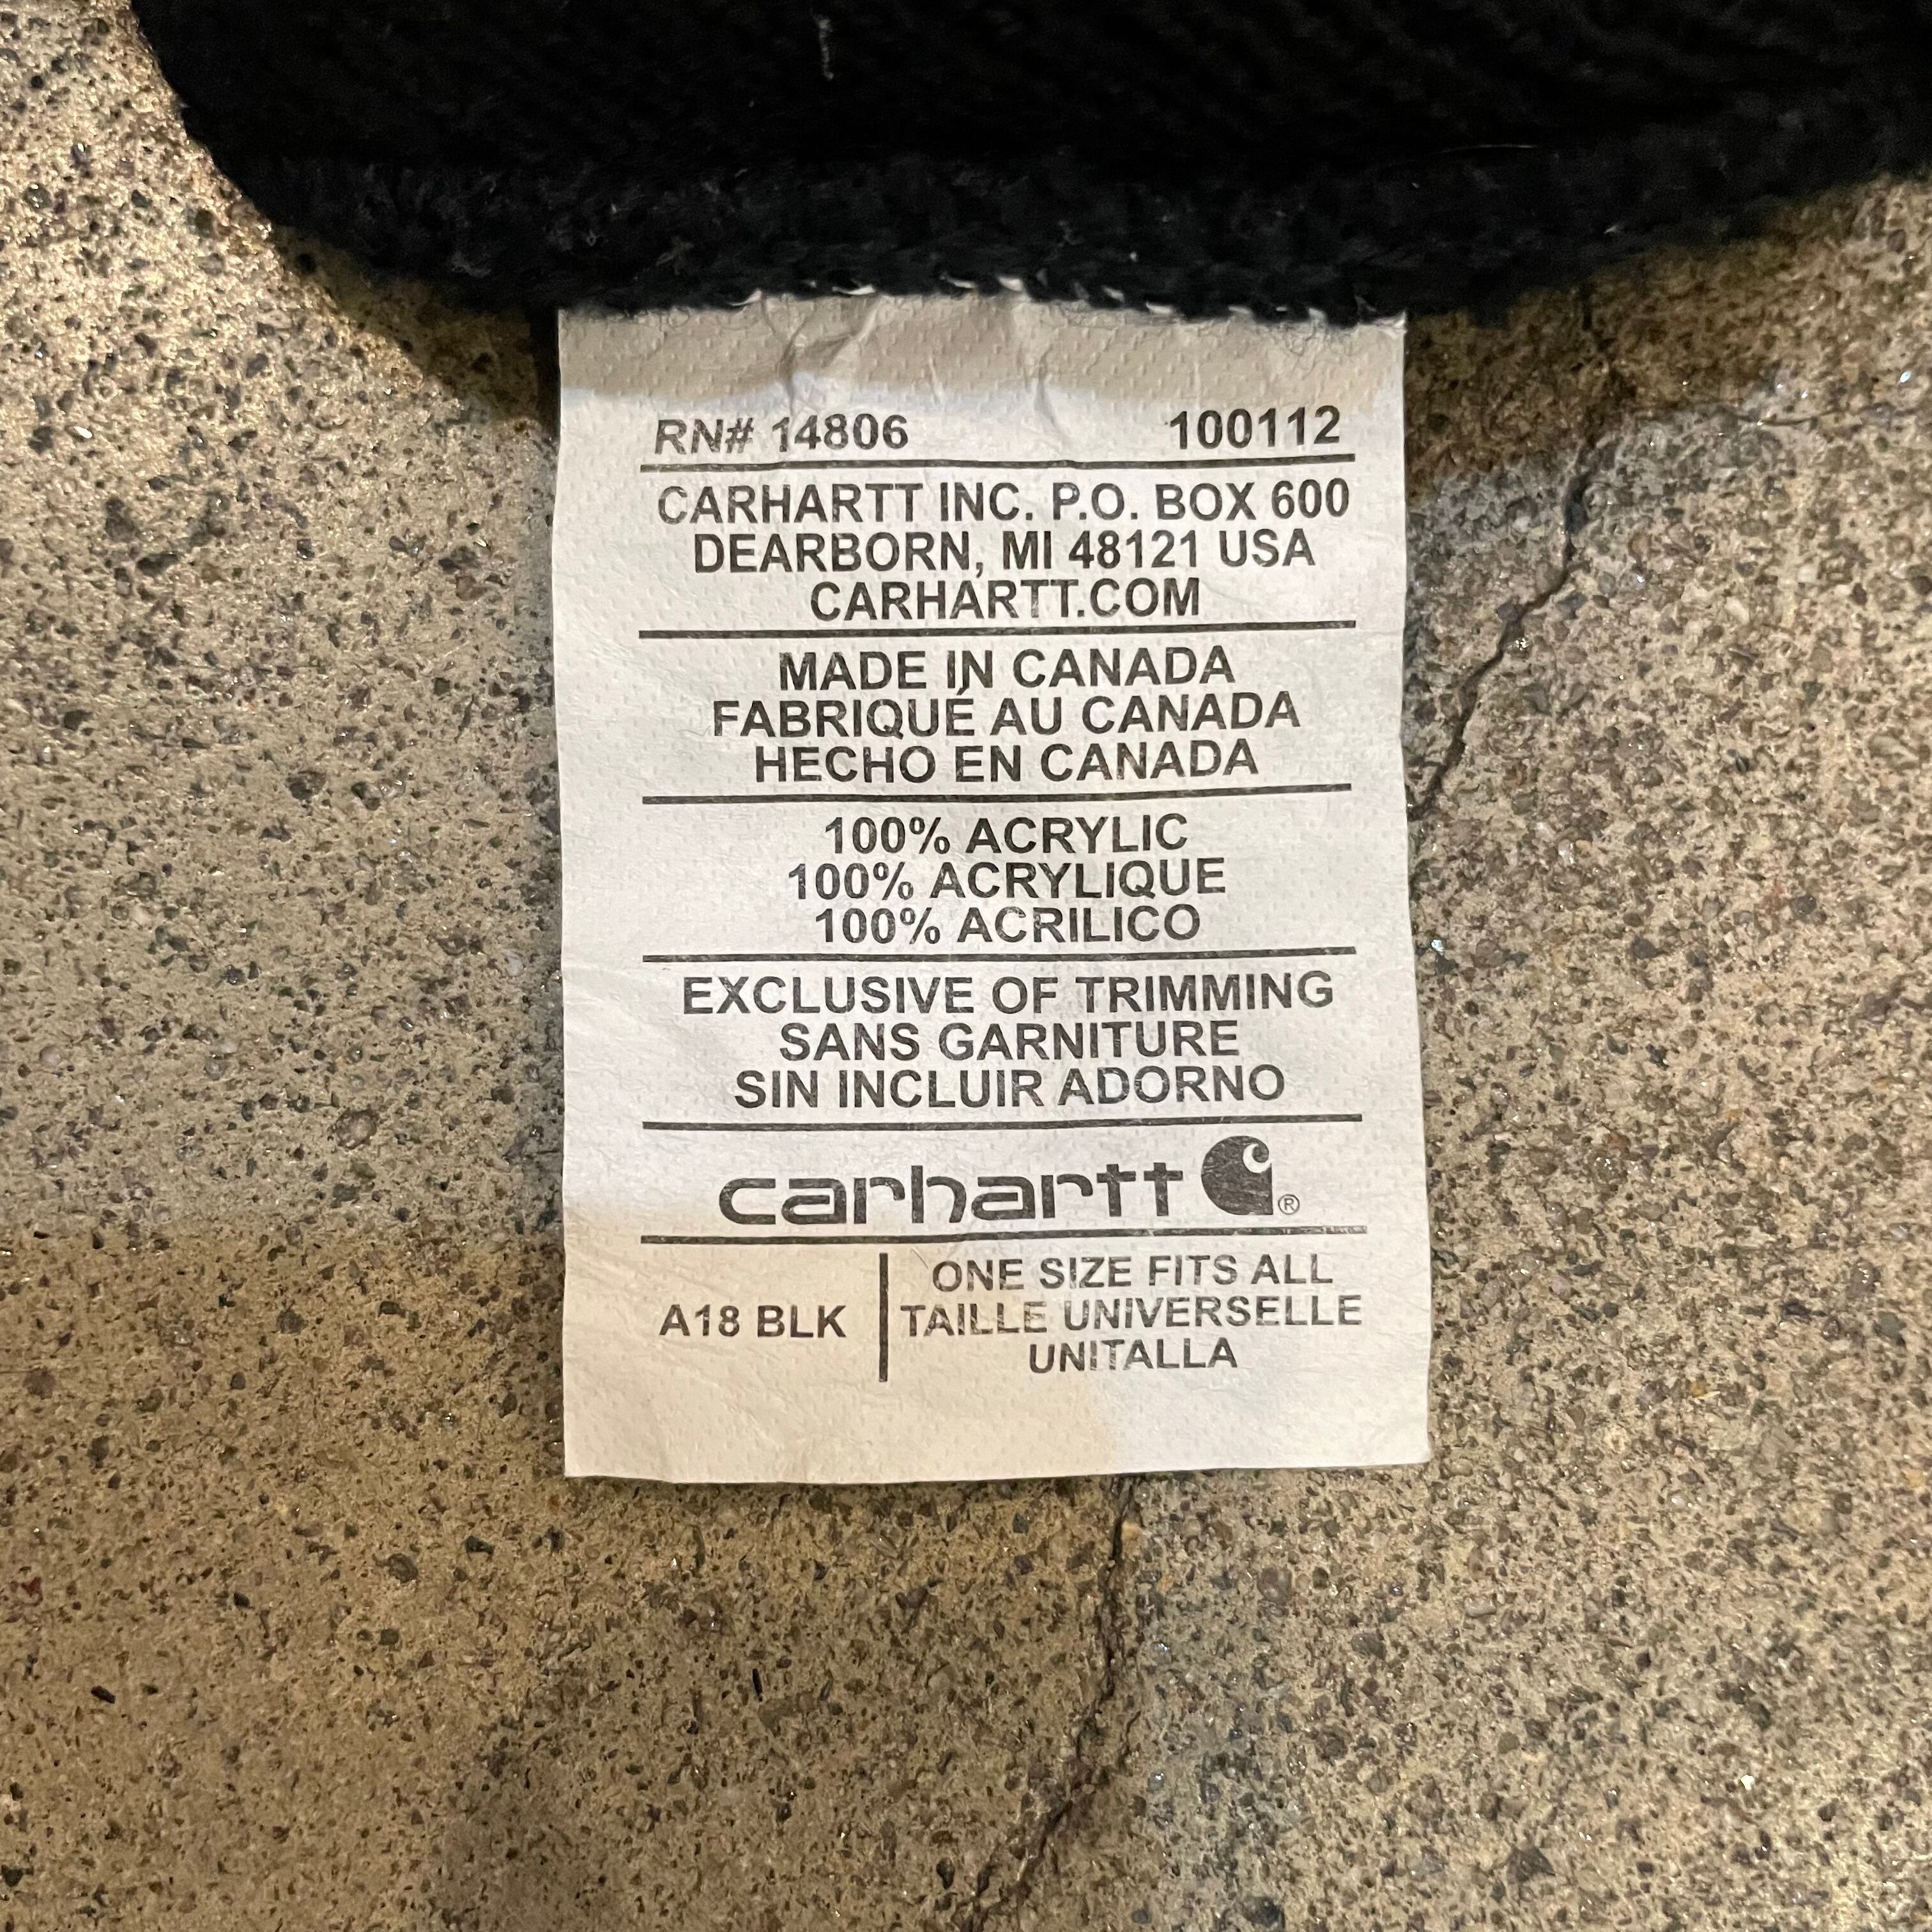 RN# 14806 100112
CARHARTT INC. P.O. BOX 600
DEARBORN, MI 48121 USA
CARHARTT.COM
MADE IN CANADA
FABRIQUÉ AU CANADA
HECHO EN CANADA
100% ACRYLIC
100% ACRYLIQUE
100% ACRILICO
EXCLUSIVE OF TRIMMING
SANS GARNITURE
SIN INCLUIR ADORNO
carhartt ®
A18 BLK
ONE SIZE FITS ALL
TAILLE UNIVERSELLE
UNITALLA